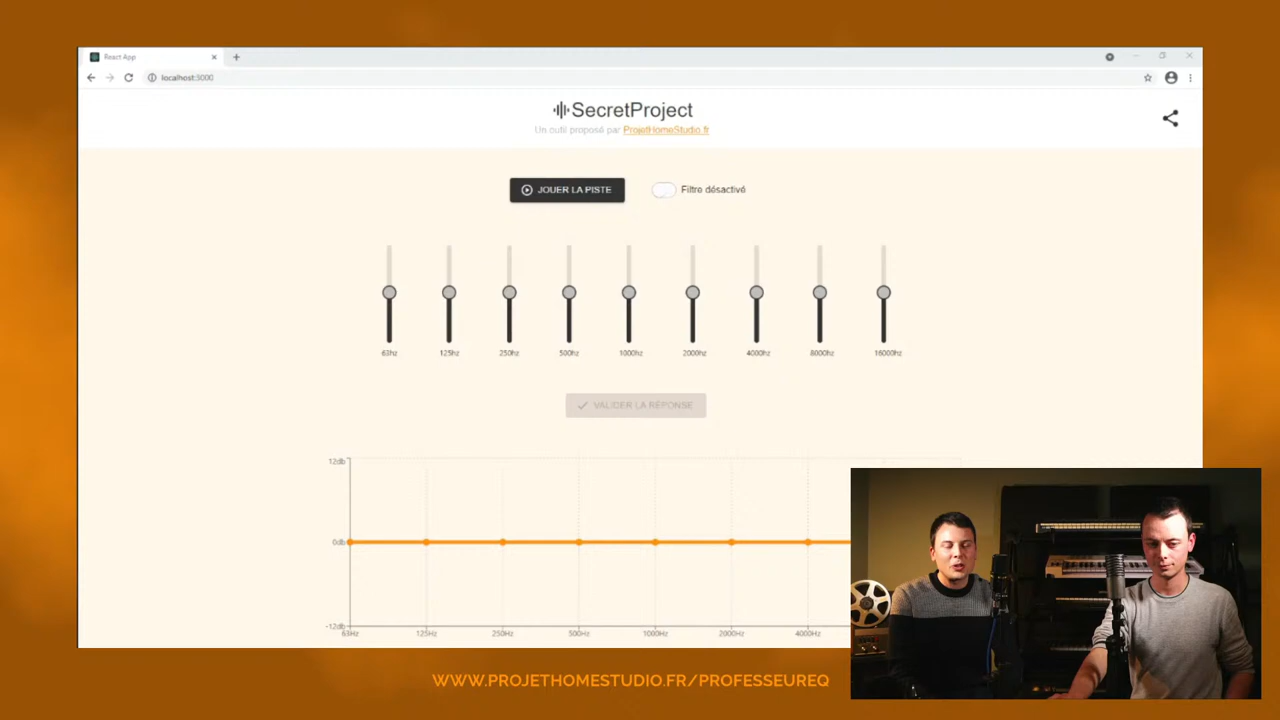 React App
localhost:3000
SecretProject
Un outil proposé par ProjetHomeStudio.fr
JOUER LA PISTE
Filtre désactivé
63hz 125hz 250hz 500hz 1000hz 2000hz 4000hz 8000hz 16000hz
VALIDER LA RÉPONSE
12db
0db
-12db
63Hz 125Hz 250Hz 500Hz 1000Hz 2000Hz 4000Hz
WWW.PROJETHOMESTUDIO.FR/PROFESSEUREQ